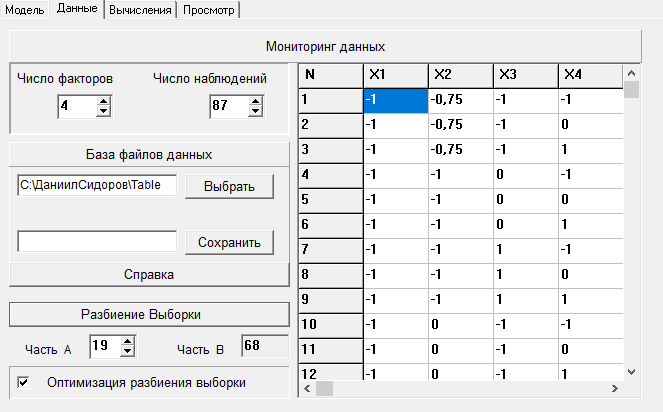 Модель Данные Вычисления Просмотр
Мониторинг данных
Число факторов Число наблюдений
4 87
База файлов данных
C:\ДаниилСидоров\Table Выбрать
Сохранить
Справка
Разбиение Выборки
Часть А 19 Часть В 68
Оптимизация разбиения выборки
N X1 X2 X3 X4
1 -1 -0,75 -1 -1
2 -1 -0,75 -1 0
3 -1 -0,75 -1 1
4 -1 -1 0 -1
5 -1 -1 0 0
6 -1 -1 0 1
7 -1 -1 1 -1
8 -1 -1 1 0
9 -1 -1 1 1
10 -1 0 -1 -1
11 -1 0 -1 0
12 -1 0 -1 1